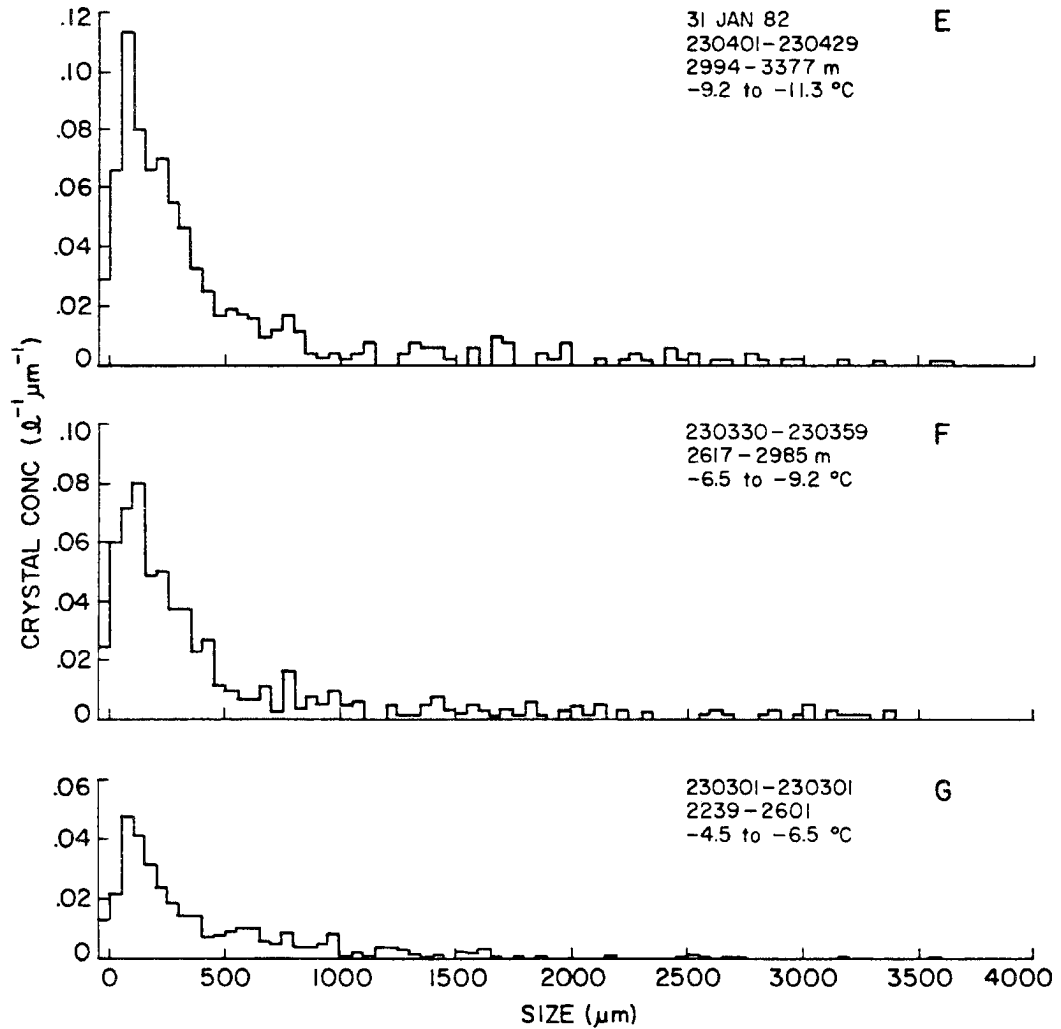 .12
.10
.08
.06
.04
.02
0
31 JAN 82
230401-230429
2994-3377 m
-9.2 to -11.3 °C
E
.10
.08
.06
.04
.02
0
230330-230359
2617-2985 m
-6.5 to -9.2 °C
F
.06
.04
.02
0
230301-230301
2239-2601
-4.5 to -6.5 °C
G
CRYSTAL CONC (ℓ⁻¹μm⁻¹)
0 500 1000 1500 2000 2500 3000 3500 4000
SIZE (μm)